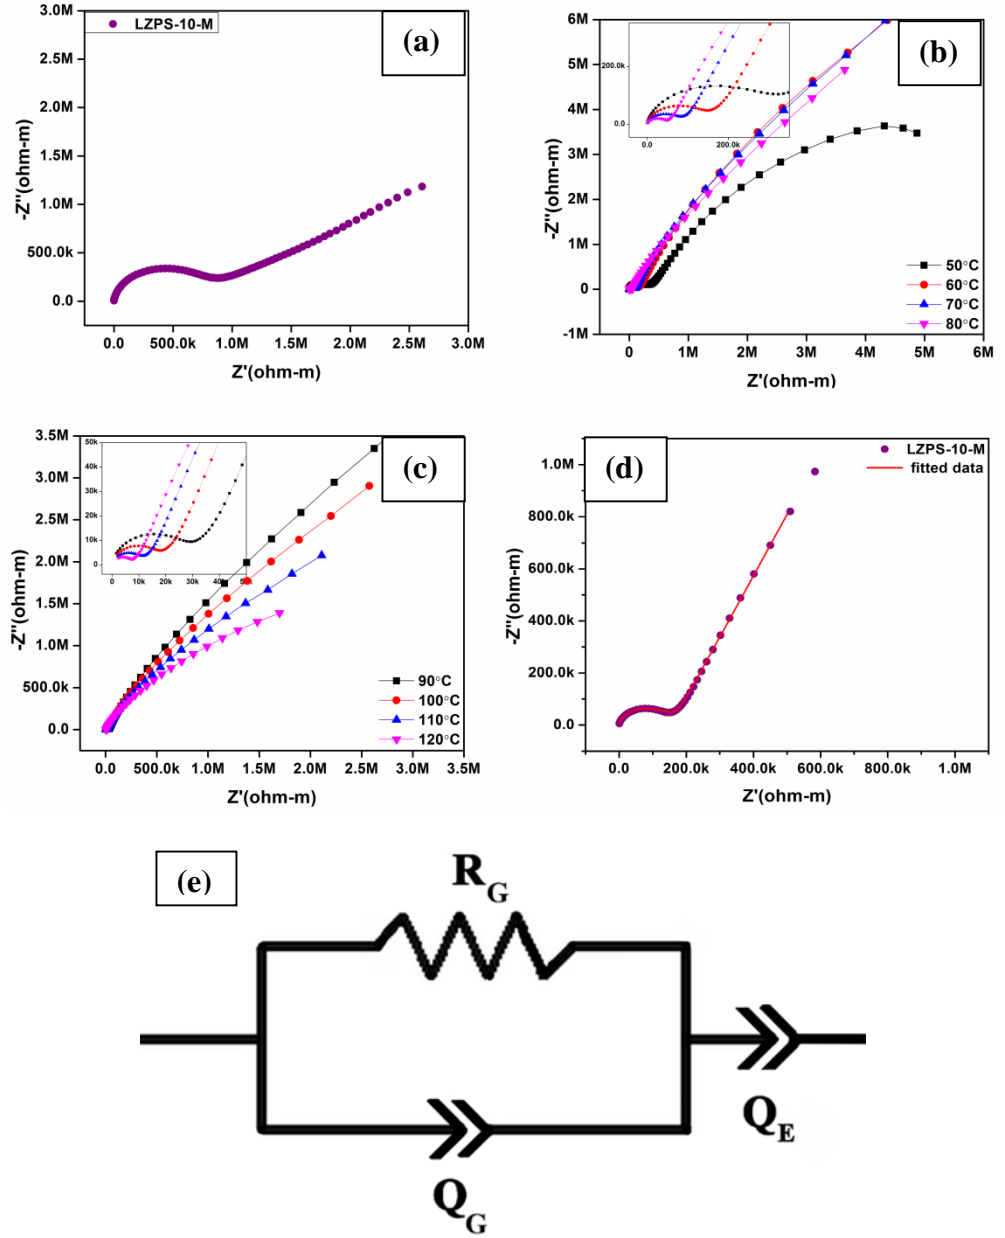 (a)
LZPS-10-M
3.0M
2.5M
2.0M
1.5M
1.0M
500.0k
0.0
-Z''(ohm-m)
0.0 500.0k 1.0M 1.5M 2.0M 2.5M 3.0M
Z'(ohm-m)
(b)
6M
5M
4M
3M
2M
1M
0
-1M
-Z''(ohm-m)
200.0k
0.0
0.0 200.0k
50°C
60°C
70°C
80°C
0 1M 2M 3M 4M 5M 6M
Z'(ohm-m)
(c)
3.5M
3.0M
2.5M
2.0M
1.5M
1.0M
500.0k
0.0
-Z''(ohm-m)
50k
40k
30k
20k
10k
0
0 10k 20k 30k 40k 50k
90°C
100°C
110°C
120°C
0.0 500.0k 1.0M 1.5M 2.0M 2.5M 3.0M 3.5M
Z'(ohm-m)
(d)
LZPS-10-M
fitted data
1.0M
800.0k
600.0k
400.0k
200.0k
0.0
-Z''(ohm-m)
0.0 200.0k 400.0k 600.0k 800.0k 1.0M
Z'(ohm-m)
(e)
R_G
Q_E
Q_G